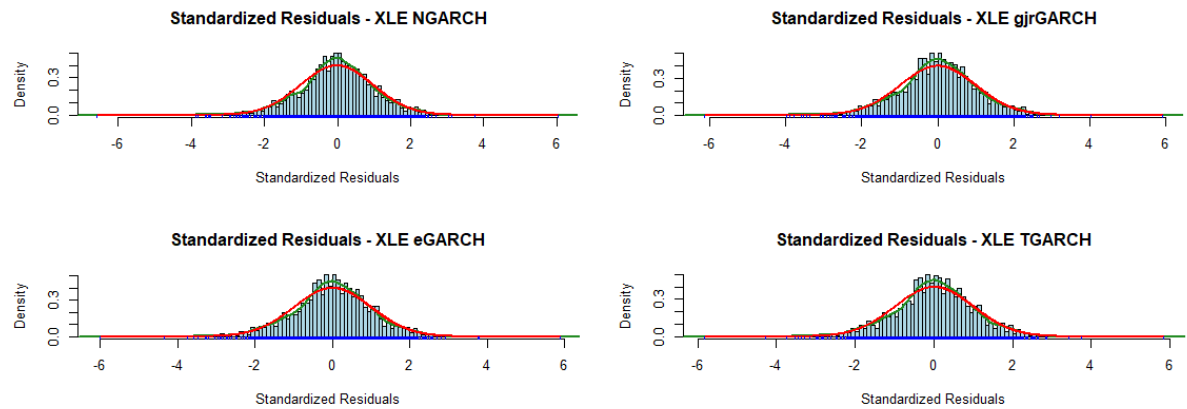 Standardized Residuals - XLE NGARCH
Density
0.0 0.3
-6 -4 -2 0 2 4 6
Standardized Residuals
Standardized Residuals - XLE gjrGARCH
Density
0.0 0.3
-6 -4 -2 0 2 4 6
Standardized Residuals
Standardized Residuals - XLE eGARCH
Density
0.0 0.3
-6 -4 -2 0 2 4 6
Standardized Residuals
Standardized Residuals - XLE TGARCH
Density
0.0 0.3
-6 -4 -2 0 2 4 6
Standardized Residuals